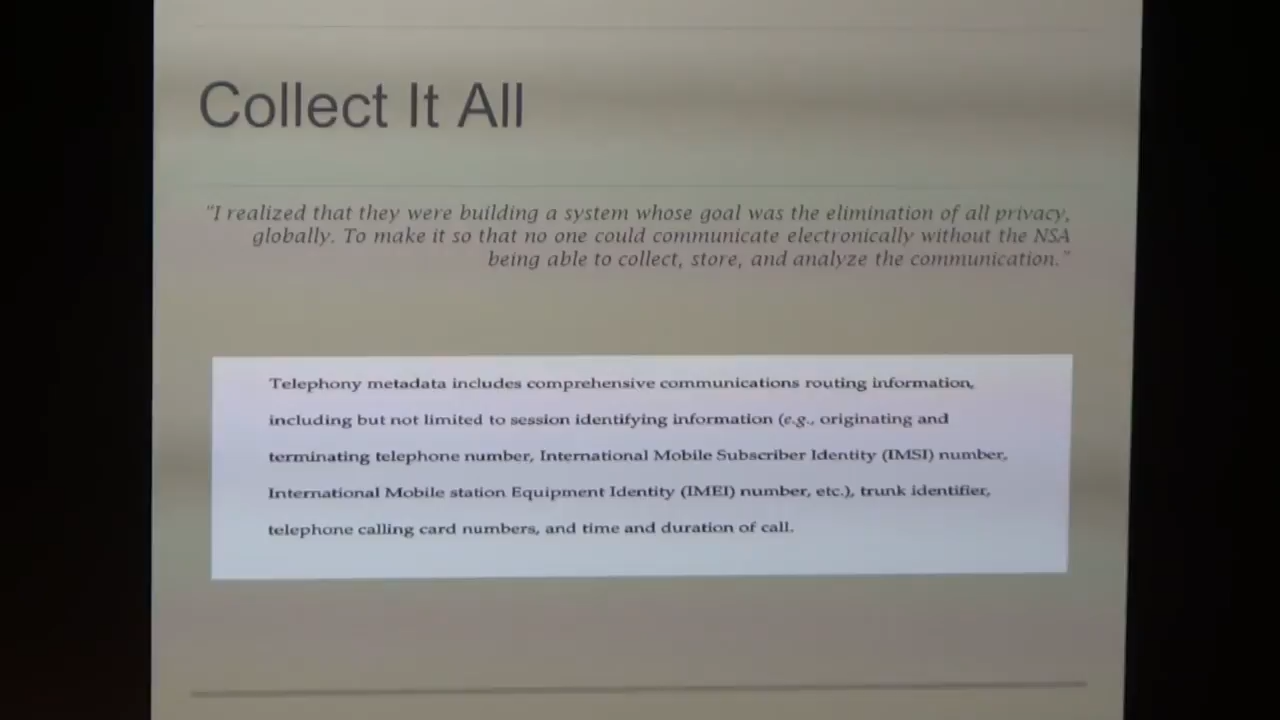 Collect It All
"I realized that they were building a system whose goal was the elimination of all privacy,
globally. To make it so that no one could communicate electronically without the NSA
being able to collect, store, and analyze the communication."
Telephony metadata includes comprehensive communications routing information,
including but not limited to session identifying information (e.g., originating and
terminating telephone number, International Mobile Subscriber Identity (IMSI) number,
International Mobile station Equipment Identity (IMEI) number, etc.), trunk identifier,
telephone calling card numbers, and time and duration of call.